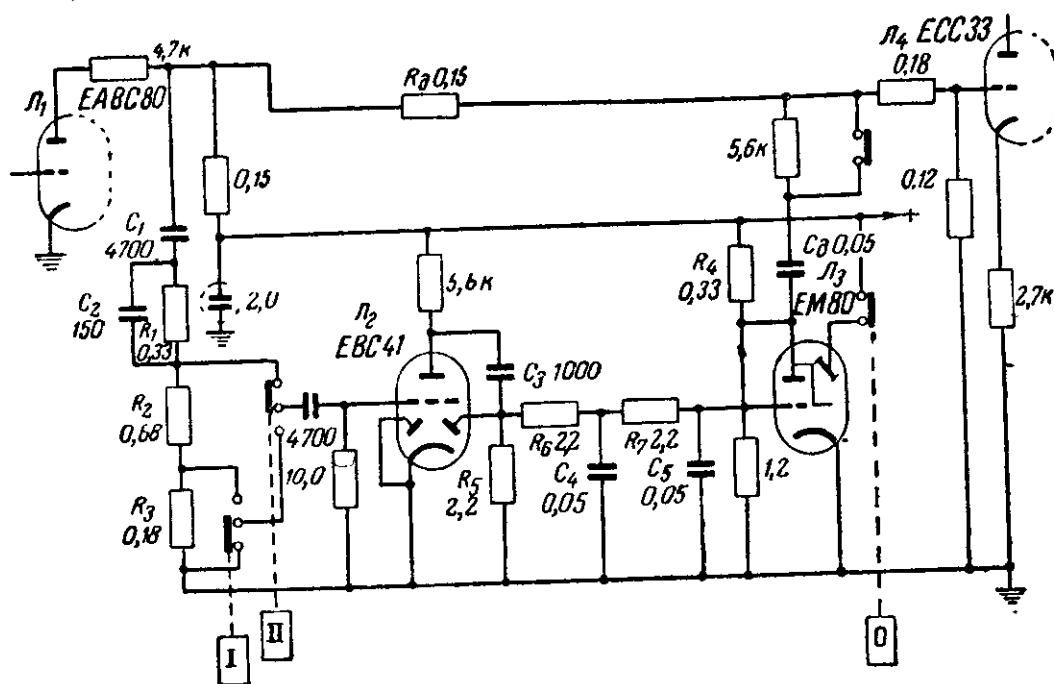 4,7к
EABC80
Л₁
R∂ 0,15
Л₄ ECC33
0,18
0,15
5,6к
0,12
C₁
4700
C₂
150
R₁
0,33
2,0
5,6к
Л₂
EBC41
R₄
0,33
C∂ 0,05
Л₃
EM80
+
2,7к
C₃ 1000
R₂
0,68
4700
10,0
R₆ 2,2
R₇ 2,2
R₅
2,2
C₄
0,05
C₅
0,05
1,2
R₃
0,18
I
II
0